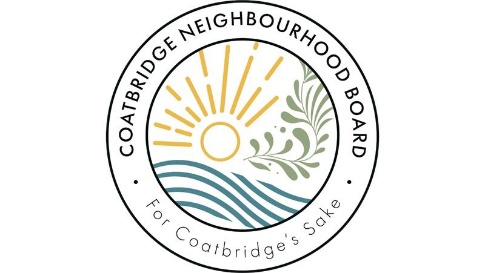 COATBRIDGE NEIGHBOURHOOD BOARD
For Coatbridge's Sake